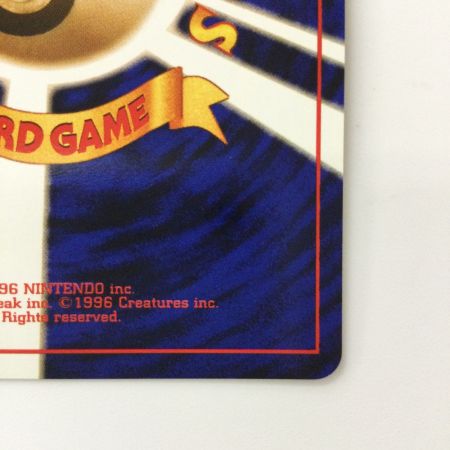 S
RD GAME
96 NINTENDO inc.
eak inc. ©1996 Creatures inc.
Rights reserved.